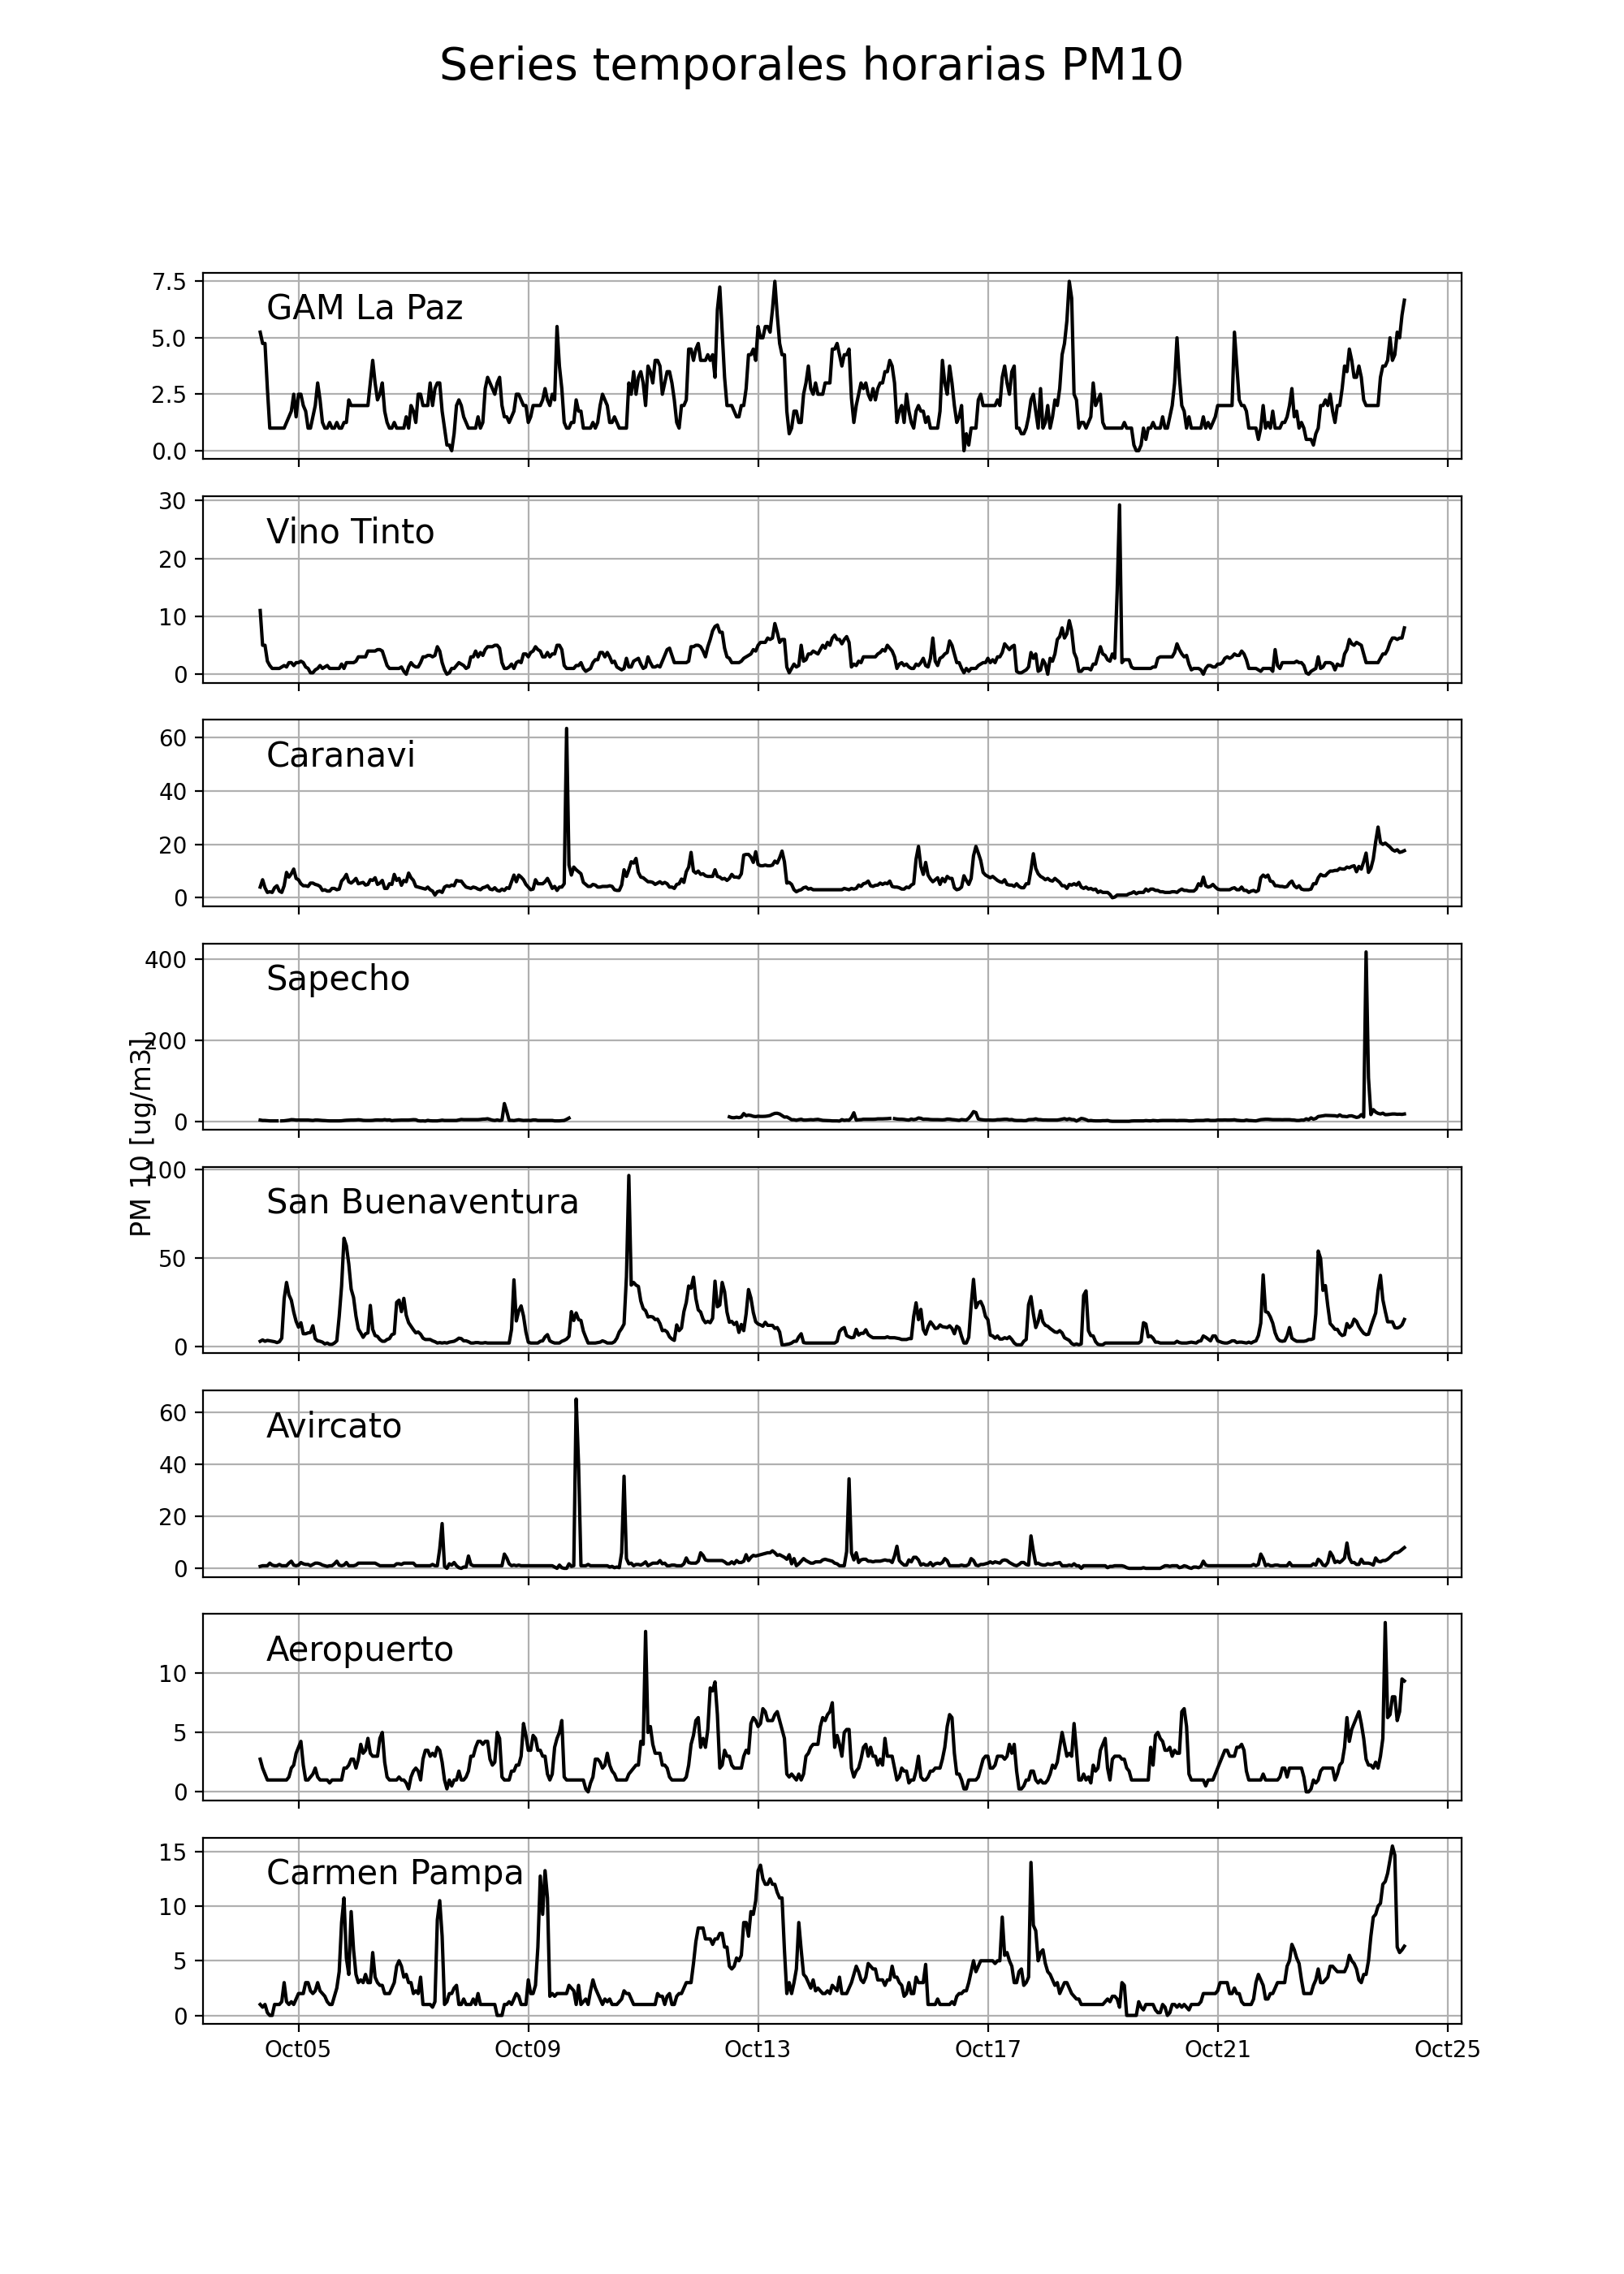 Series temporales horarias PM10
7.5
GAM La Paz
5.0
2.5
0.0
30
Vino Tinto
20
10
0
60
Caranavi
40
20
0
400
Sapecho
200
0
PM 10 [ug/m3]
100
San Buenaventura
50
0
60
Avircato
40
20
0
Aeropuerto
10
5
0
15
Carmen Pampa
10
5
0
Oct05 Oct09 Oct13 Oct17 Oct21 Oct25